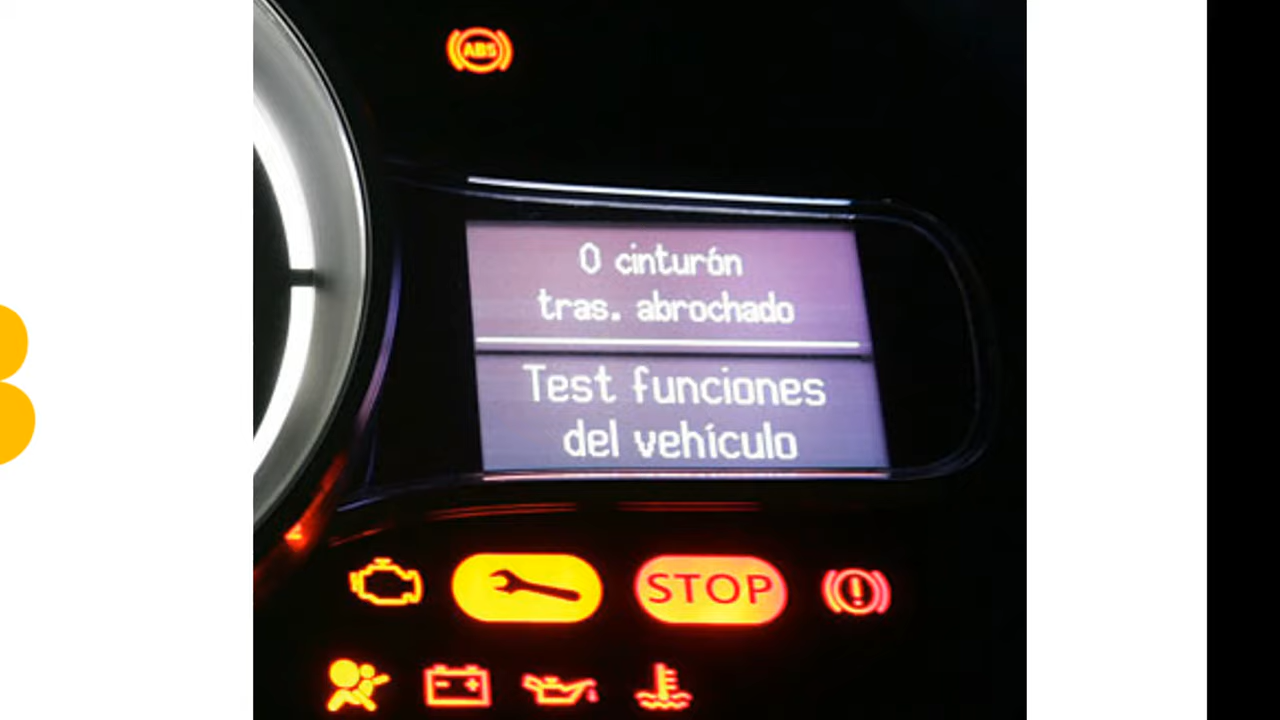 ABS
0 cinturón
tras. abrochado
Test funciones
del vehículo
STOP